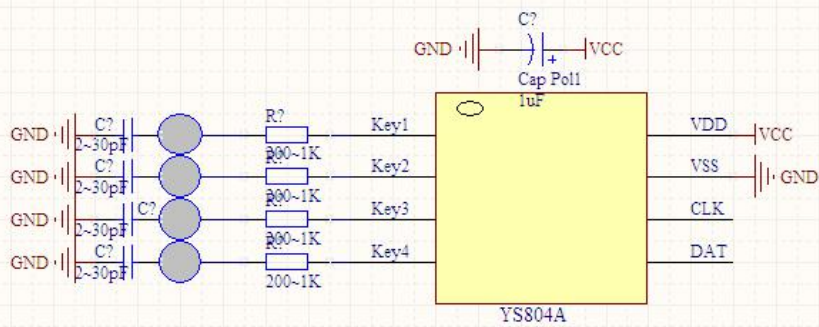 C?
GND
VCC
Cap Pol1
1uF
GND
C?
2~30pF
R?
200~1K
Key1
VDD
VCC
GND
C?
2~30pF
R?
200~1K
Key2
VSS
GND
GND
C?
2~30pF
R?
200~1K
Key3
CLK
GND
C?
2~30pF
R?
200~1K
Key4
DAT
YS804A